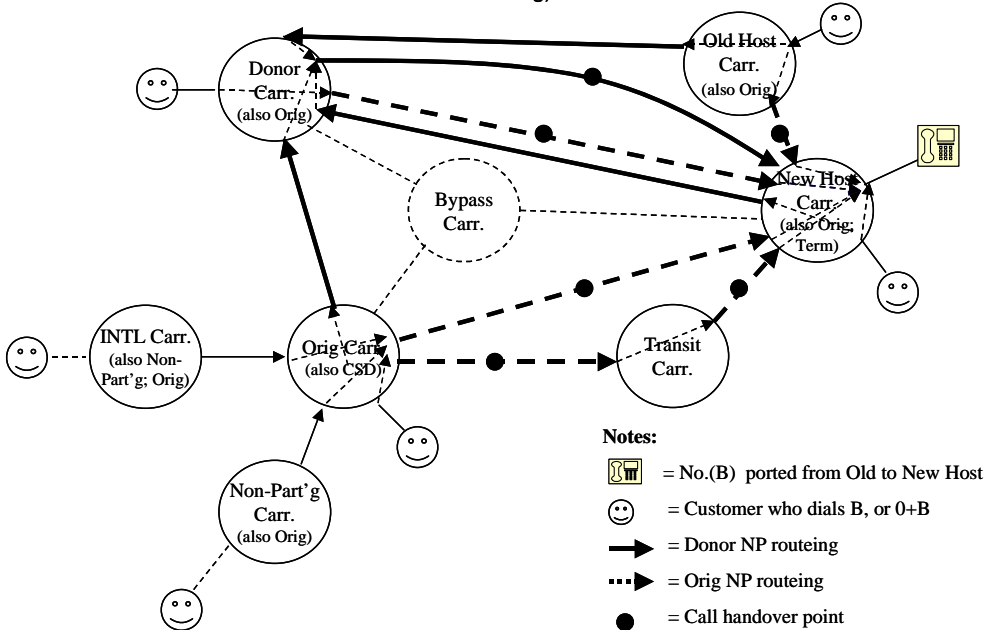 Old Host
Carr.
(also Orig)
Donor
Carr.
(also Orig)
New Host
Carr.
(also Orig;
Term)
Bypass
Carr.
INTL Carr.
(also Non-
Part'g; Orig)
Orig Carr.
(also CSD)
Transit
Carr.
Non-Part'g
Carr.
(also Orig)
Notes:
= No.(B) ported from Old to New Host
= Customer who dials B, or 0+B
= Donor NP routeing
= Orig NP routeing
= Call handover point